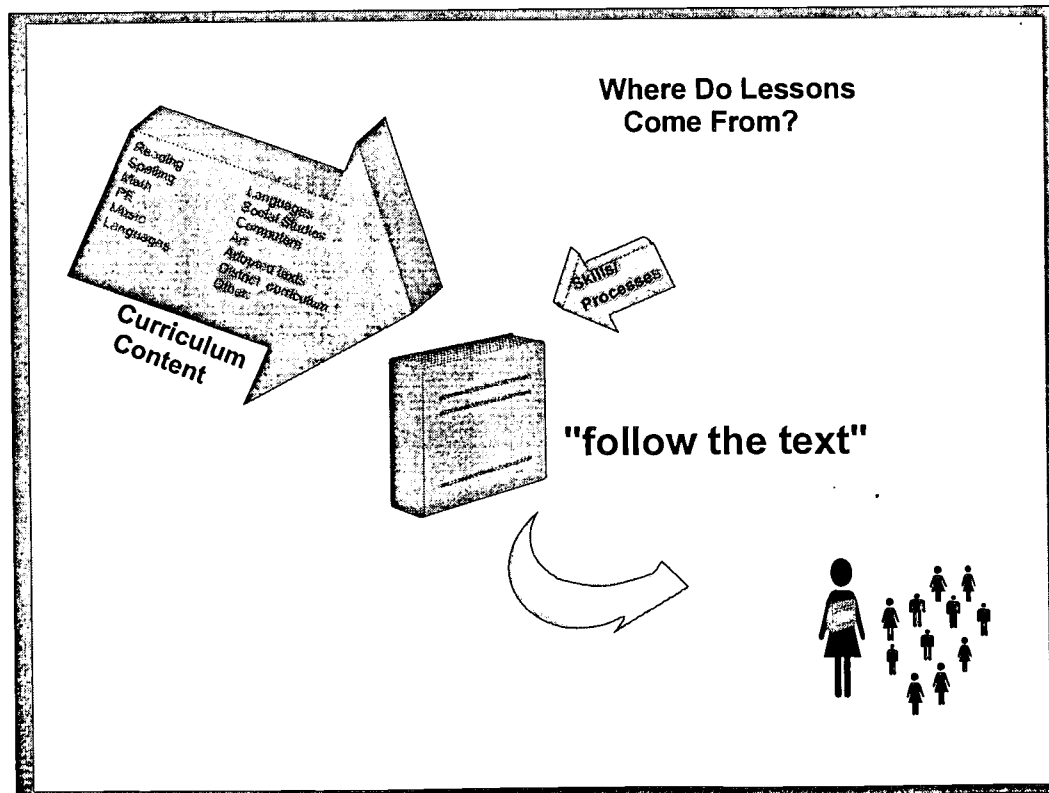 Where Do Lessons
Come From?
Reading
Spelling
Math
PE
Music
Languages
Languages
Social Studies
Computers
Art
Adopted texts
District curriculum
Other
Curriculum
Content
Skills/
Processes
"follow the text"